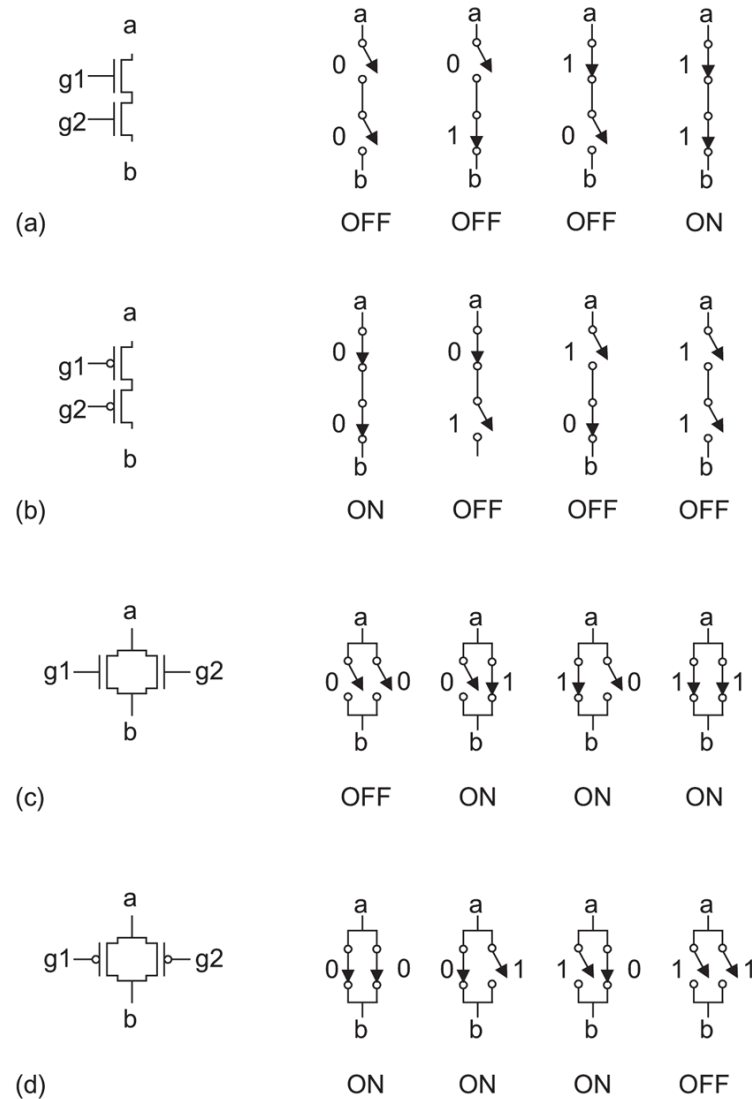 a a a a a
g1 0 0 1 1
g2 0 1 0 1
b b b b b
(a) OFF OFF OFF ON
a a a a a
g1 0 0 1 1
g2 0 1 0 1
b b b b
(b) ON OFF OFF OFF
a a a a a
g1 g2 0 0 0 1 1 0 1 1
b b b b b
(c) OFF ON ON ON
a a a a a
g1 g2 0 0 0 1 1 0 1 1
b b b b b
(d) ON ON ON OFF